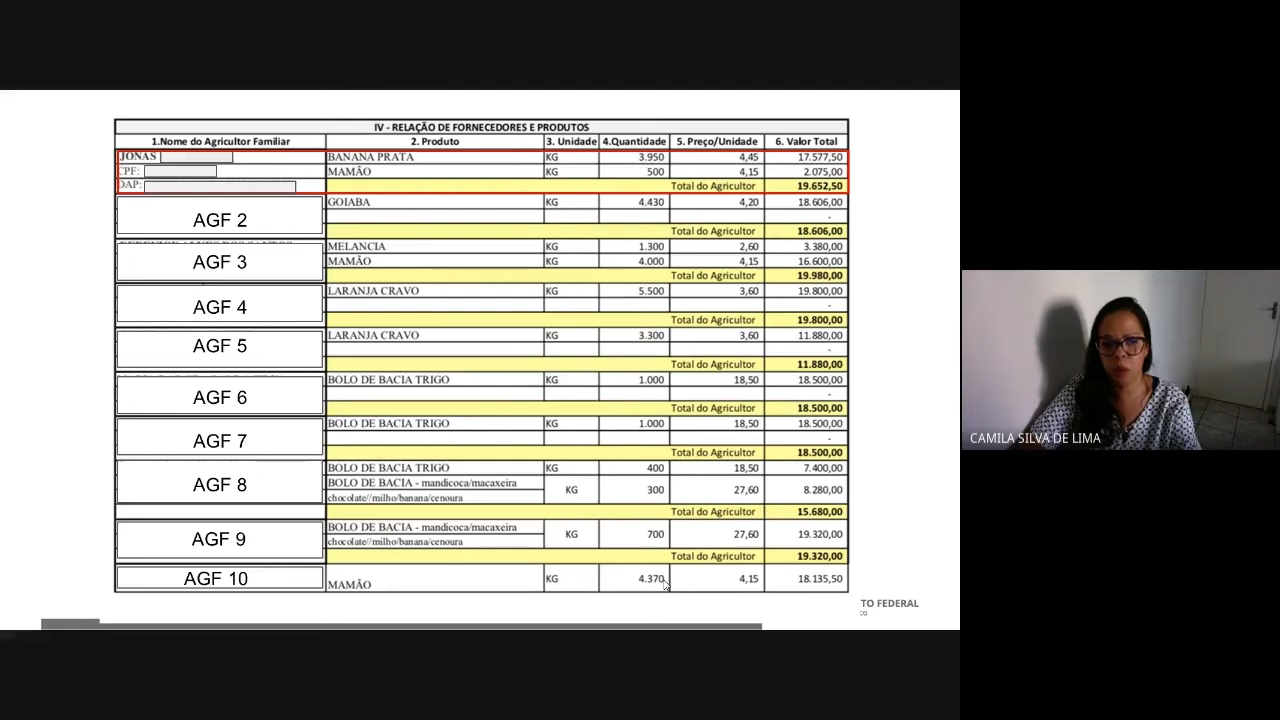 IV - RELAÇÃO DE FORNECEDORES E PRODUTOS
1.Nome do Agricultor Familiar 2. Produto 3. Unidade 4.Quantidade 5. Preço/Unidade 6. Valor Total
JONAS BANANA PRATA KG 3.950 4,45 17.577,50
CPF: MAMÃO KG 500 4,15 2.075,00
DAP: Total do Agricultor 19.652,50
AGF 2 GOIABA KG 4.430 4,20 18.606,00
-
Total do Agricultor 18.606,00
AGF 3 MELANCIA KG 1.300 2,60 3.380,00
MAMÃO KG 4.000 4,15 16.600,00
Total do Agricultor 19.980,00
AGF 4 LARANJA CRAVO KG 5.500 3,60 19.800,00
-
Total do Agricultor 19.800,00
AGF 5 LARANJA CRAVO KG 3.300 3,60 11.880,00
-
Total do Agricultor 11.880,00
AGF 6 BOLO DE BACIA TRIGO KG 1.000 18,50 18.500,00
-
Total do Agricultor 18.500,00
AGF 7 BOLO DE BACIA TRIGO KG 1.000 18,50 18.500,00
-
Total do Agricultor 18.500,00
AGF 8 BOLO DE BACIA TRIGO KG 400 18,50 7.400,00
BOLO DE BACIA - mandicoca/macaxeira KG 300 27,60 8.280,00
chocolate//milho/banana/cenoura
Total do Agricultor 15.680,00
AGF 9 BOLO DE BACIA - mandicoca/macaxeira KG 700 27,60 19.320,00
chocolate//milho/banana/cenoura
Total do Agricultor 19.320,00
AGF 10 MAMÃO KG 4.370 4,15 18.135,50
TO FEDERAL
co
CAMILA SILVA DE LIMA